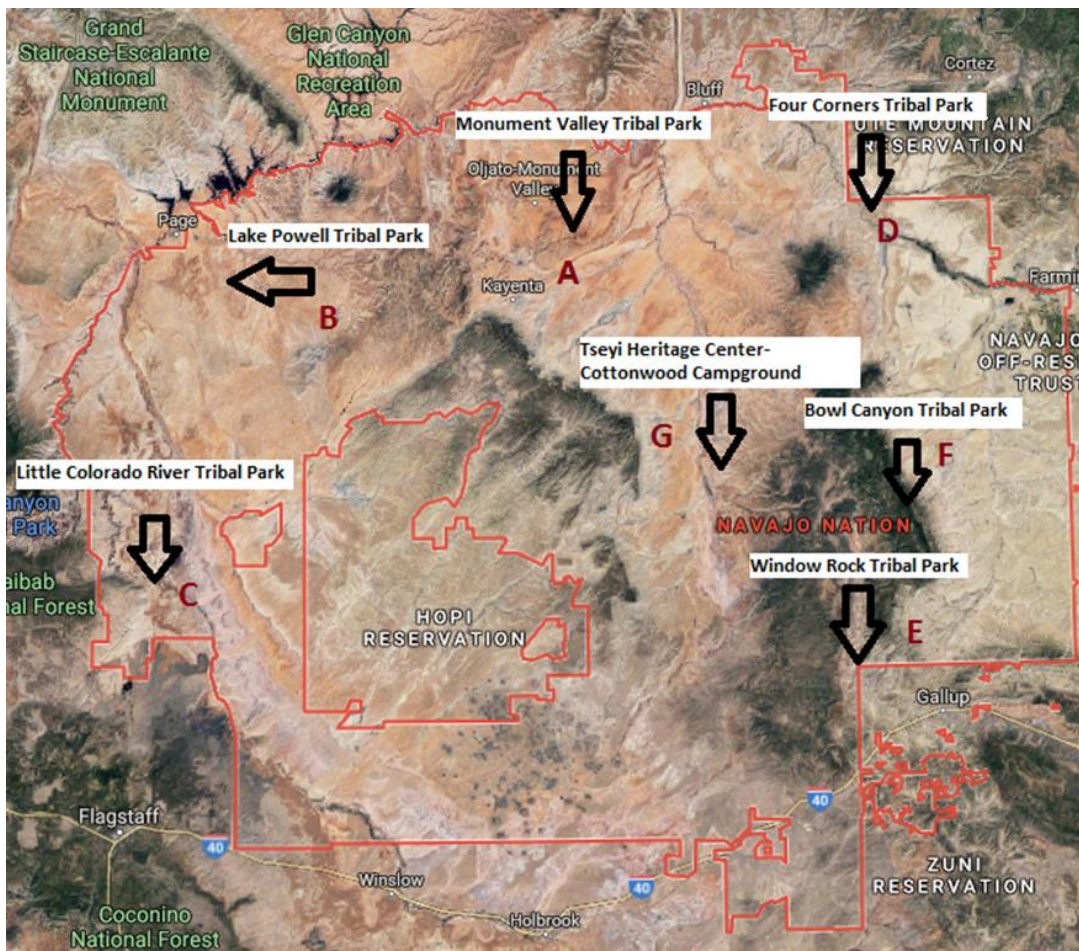 Grand
Staircase-Escalante
National
Monument
Glen Canyon
National
Recreation
Area
Cortez
Bluff
Four Corners Tribal Park
UTE MOUNTAIN
RESERVATION
Monument Valley Tribal Park
Oljato-Monument
Valley
Page
Lake Powell Tribal Park
D
A
B
Kayenta
Farmi
NAVAJO
OFF-RES
TRUST
Tseyi Heritage Center-
Cottonwood Campground
Bowl Canyon Tribal Park
G
F
Little Colorado River Tribal Park
anyon
Park
NAVAJO NATION
Window Rock Tribal Park
aibab
nal Forest
C
HOPI
RESERVATION
E
Gallup
40
Flagstaff
40
ZUNI
RESERVATION
Winslow
40
Holbrook
Coconino
National Forest